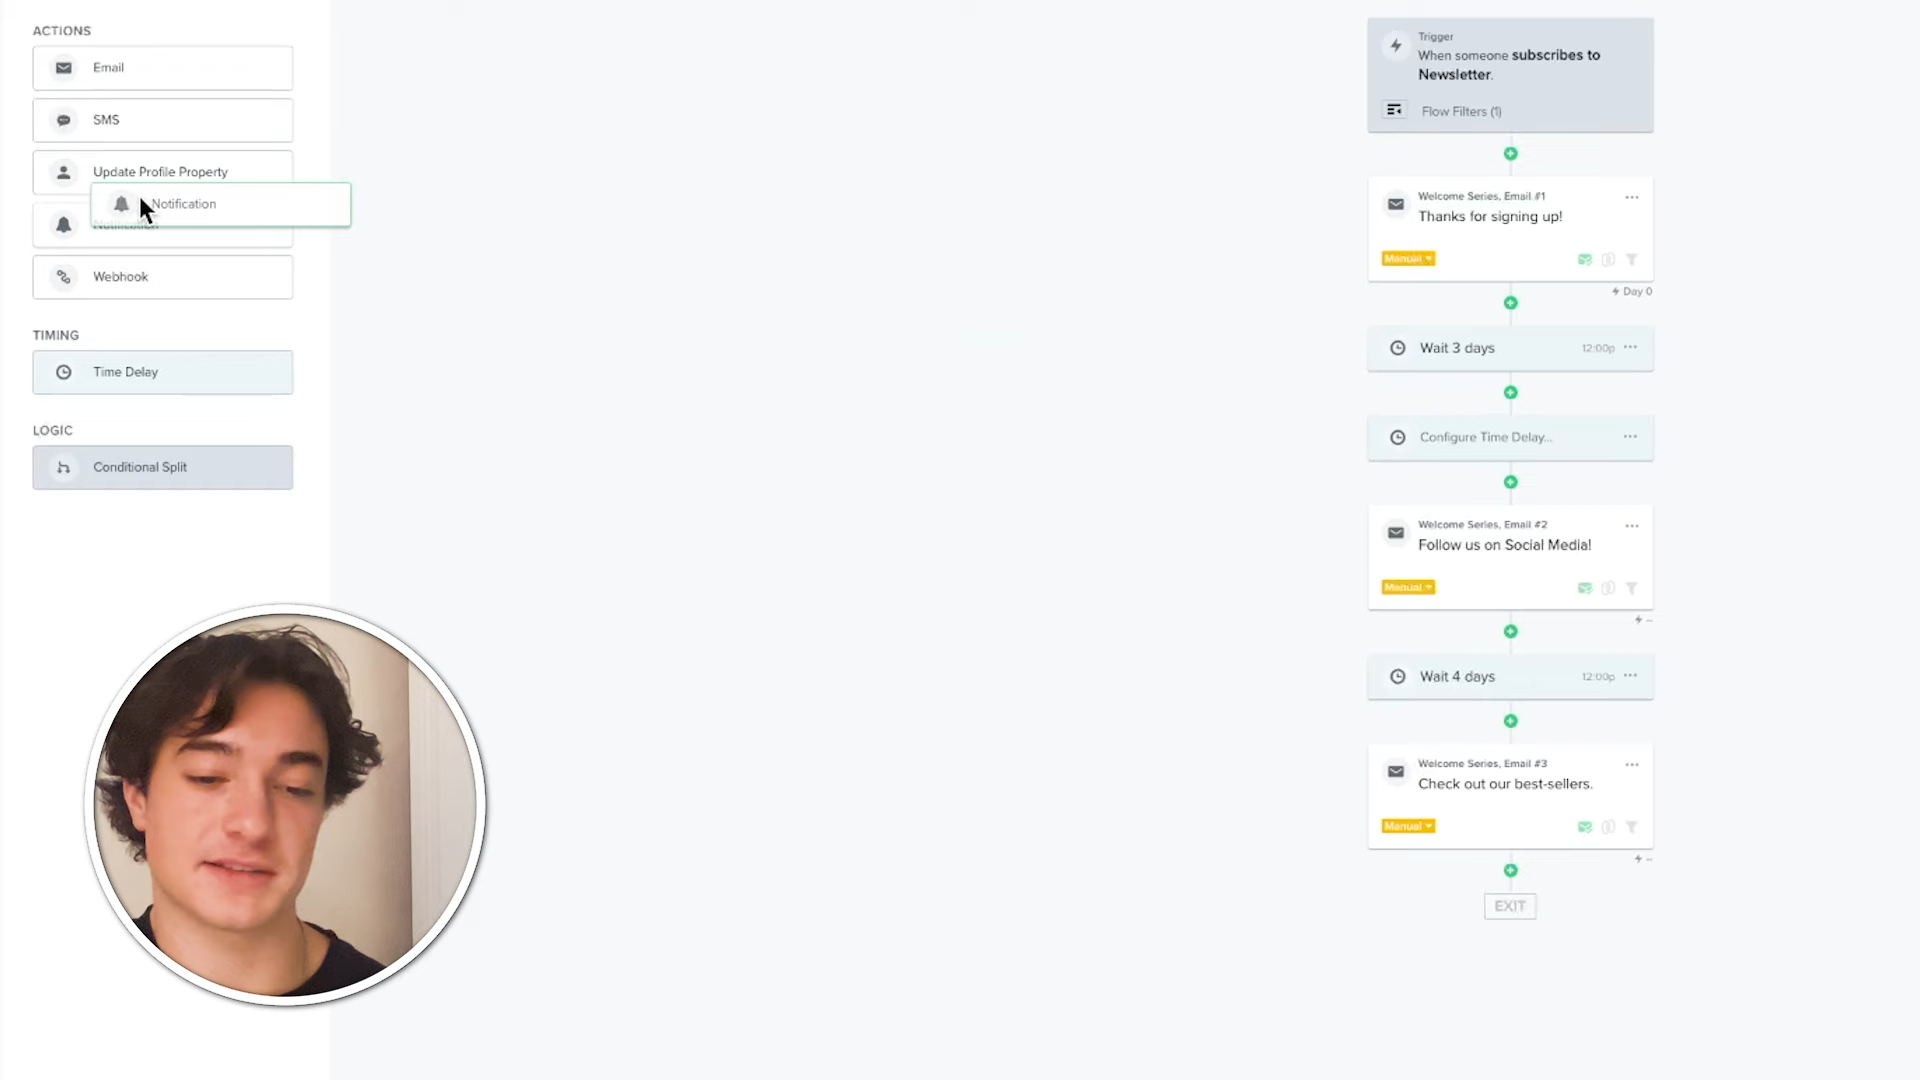 ACTIONS
Email
SMS
Update Profile Property
Notification
Notification
Webhook
TIMING
Time Delay
LOGIC
Conditional Split
Trigger
When someone subscribes to
Newsletter.
Flow Filters (1)
Welcome Series, Email #1
Thanks for signing up!
Manual
Day 0
Wait 3 days
12:00p
Configure Time Delay...
Welcome Series, Email #2
Follow us on Social Media!
Manual
--
Wait 4 days
12:00p
Welcome Series, Email #3
Check out our best-sellers.
Manual
--
EXIT